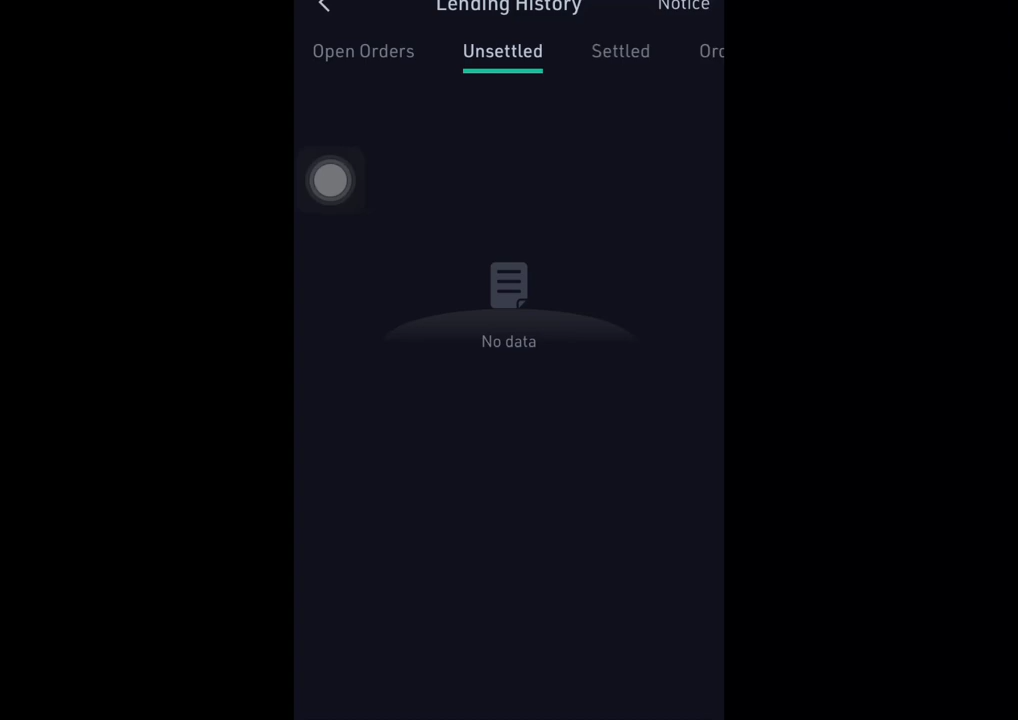 Lending History
Notice
Open Orders
Unsettled
Settled
No data